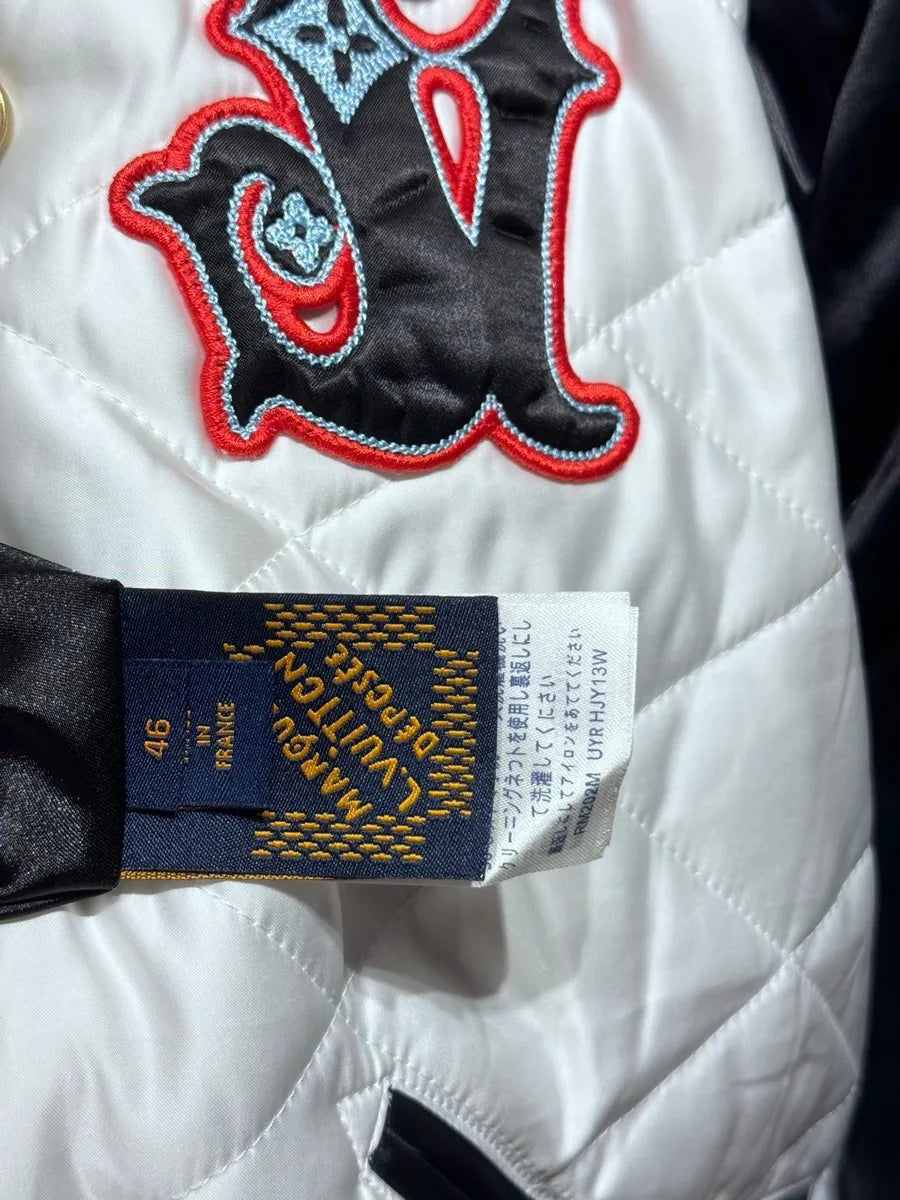 46
IN
FRANCE
MARQUE
L.VUITTON
DÉPOSÉE
クリーニングネットを使用し裏返しにし
て洗濯してください
裏返しにしてアイロンをあててください
RM202M UYR HJY13W